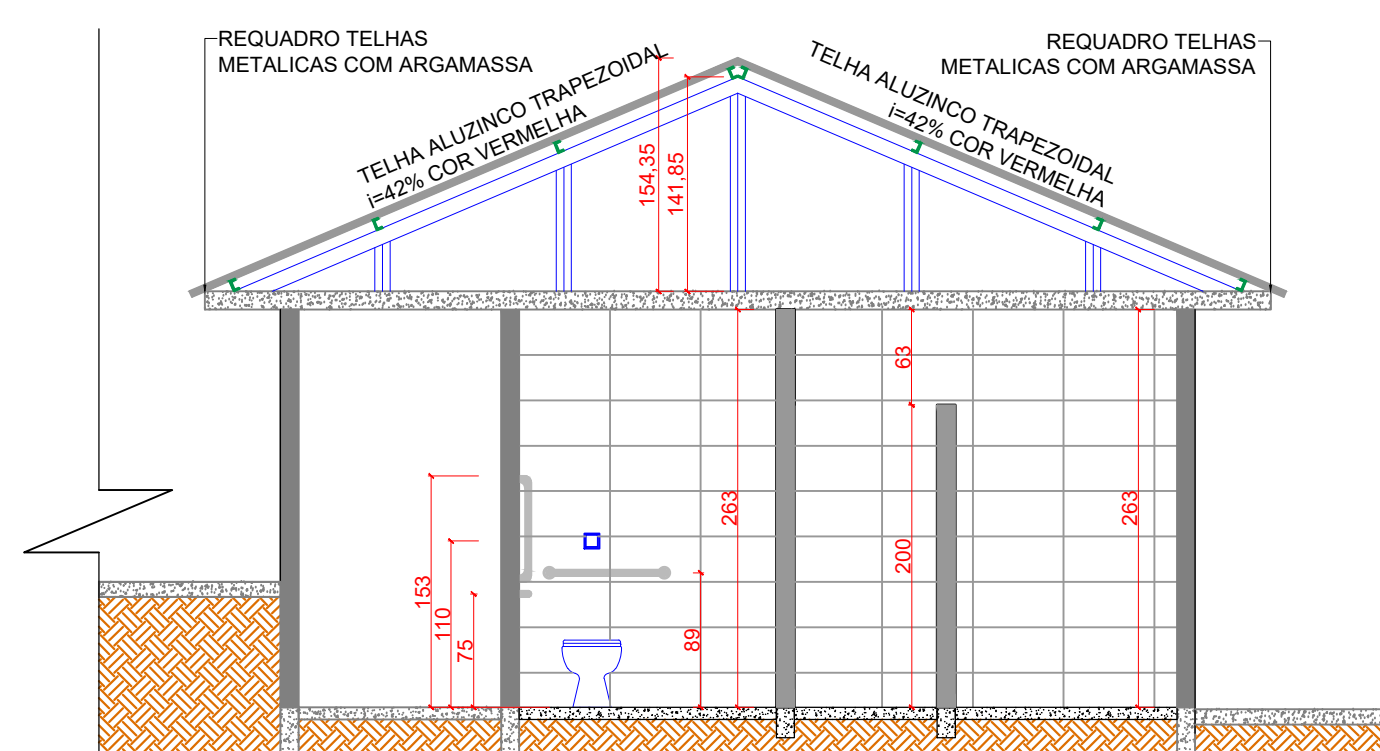 REQUADRO TELHAS
METALICAS COM ARGAMASSA
REQUADRO TELHAS
METALICAS COM ARGAMASSA
TELHA ALUZINCO TRAPEZOIDAL
i=42% COR VERMELHA
TELHA ALUZINCO TRAPEZOIDAL
i=42% COR VERMELHA
154,35
141,85
63
263
263
200
153
110
75
89